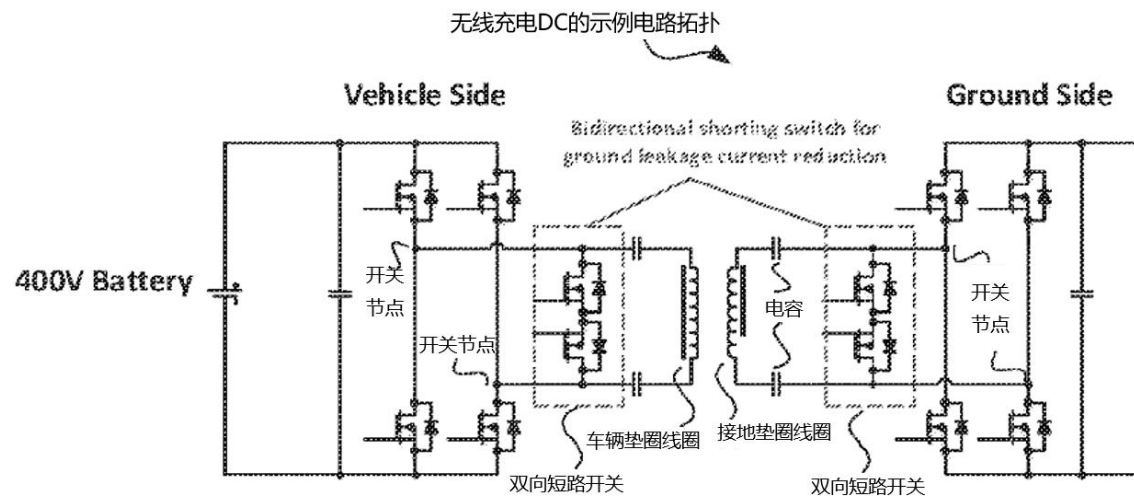 无线充电DC的示例电路拓扑
Vehicle Side
Ground Side
Bidirectional shorting switch for
ground leakage current reduction
400V Battery
开关
节点
开关节点
电容
开关
节点
车辆垫圈线圈
接地垫圈线圈
双向短路开关
双向短路开关